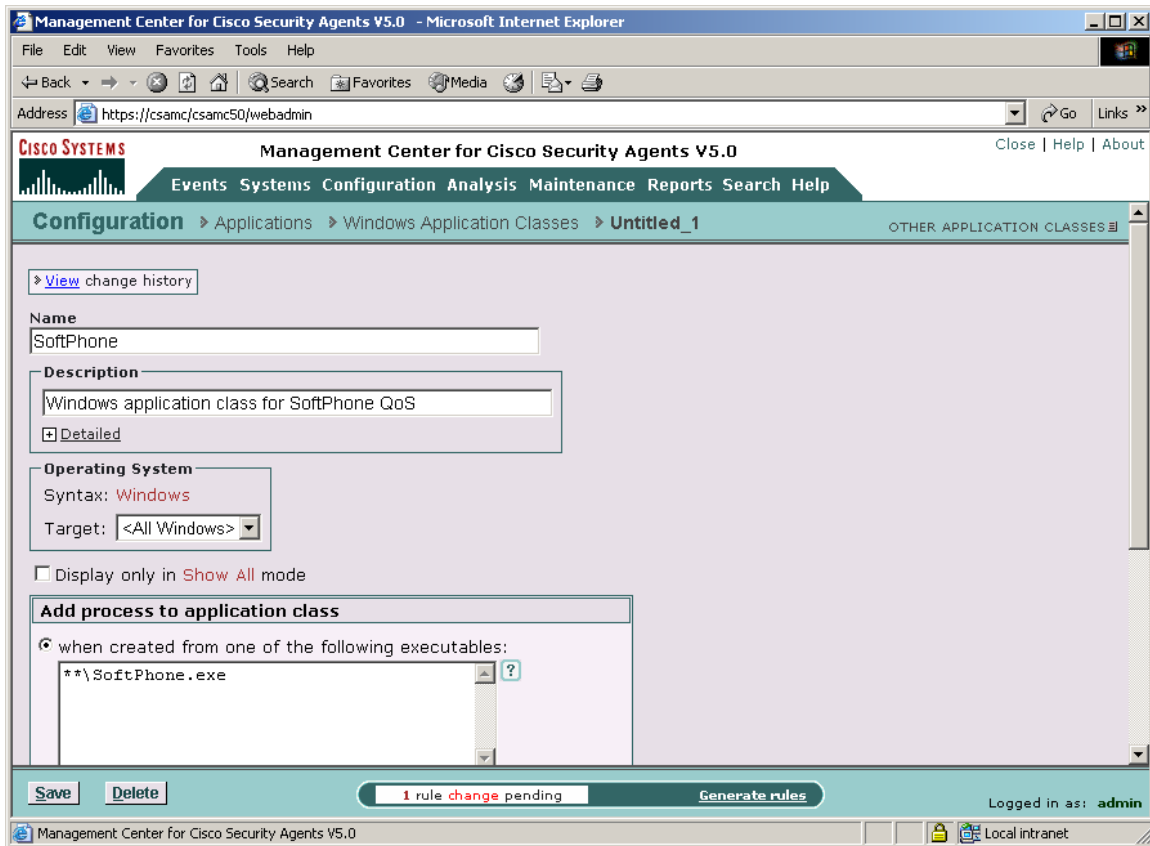 Management Center for Cisco Security Agents V5.0 - Microsoft Internet Explorer
File Edit View Favorites Tools Help
Back Search Favorites Media
Address https://csamc/csamc50/webadmin Go Links »
CISCO SYSTEMS
Management Center for Cisco Security Agents V5.0
Close | Help | About
Events Systems Configuration Analysis Maintenance Reports Search Help
Configuration > Applications > Windows Application Classes > Untitled_1
OTHER APPLICATION CLASSES
View change history
Name
SoftPhone
Description
Windows application class for SoftPhone QoS
+ Detailed
Operating System
Syntax: Windows
Target: <All Windows>
Display only in Show All mode
Add process to application class
when created from one of the following executables:
**\SoftPhone.exe
?
Save Delete 1 rule change pending Generate rules
Logged in as: admin
Management Center for Cisco Security Agents V5.0 Local intranet